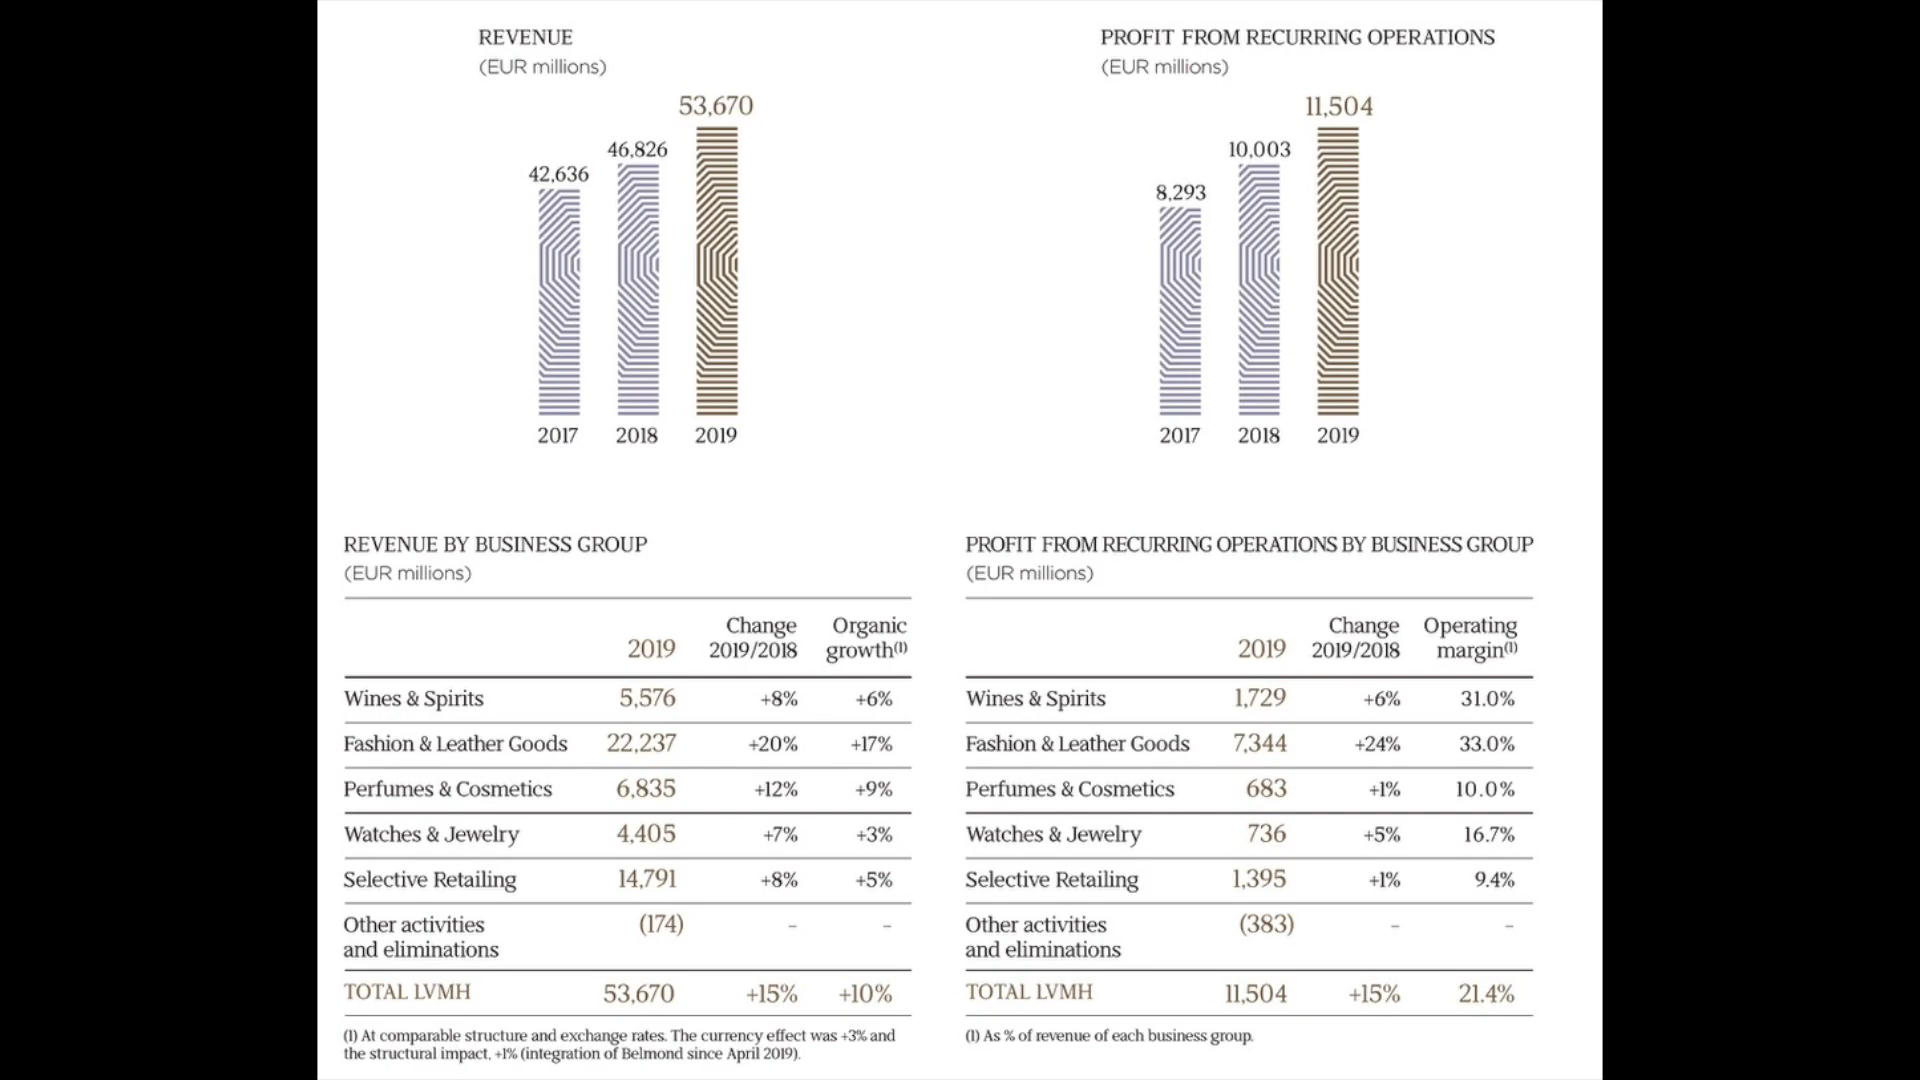 REVENUE
(EUR millions)
53,670
46,826
42,636
2017 2018 2019
PROFIT FROM RECURRING OPERATIONS
(EUR millions)
11,504
10,003
8,293
2017 2018 2019
REVENUE BY BUSINESS GROUP
(EUR millions)
2019 Change 2019/2018 Organic growth(1)
Wines & Spirits 5,576 +8% +6%
Fashion & Leather Goods 22,237 +20% +17%
Perfumes & Cosmetics 6,835 +12% +9%
Watches & Jewelry 4,405 +7% +3%
Selective Retailing 14,791 +8% +5%
Other activities (174) – –
and eliminations
TOTAL LVMH 53,670 +15% +10%
(1) At comparable structure and exchange rates. The currency effect was +3% and
the structural impact, +1% (integration of Belmond since April 2019).
PROFIT FROM RECURRING OPERATIONS BY BUSINESS GROUP
(EUR millions)
2019 Change 2019/2018 Operating margin(1)
Wines & Spirits 1,729 +6% 31.0%
Fashion & Leather Goods 7,344 +24% 33.0%
Perfumes & Cosmetics 683 +1% 10.0%
Watches & Jewelry 736 +5% 16.7%
Selective Retailing 1,395 +1% 9.4%
Other activities (383) – –
and eliminations
TOTAL LVMH 11,504 +15% 21.4%
(1) As % of revenue of each business group.